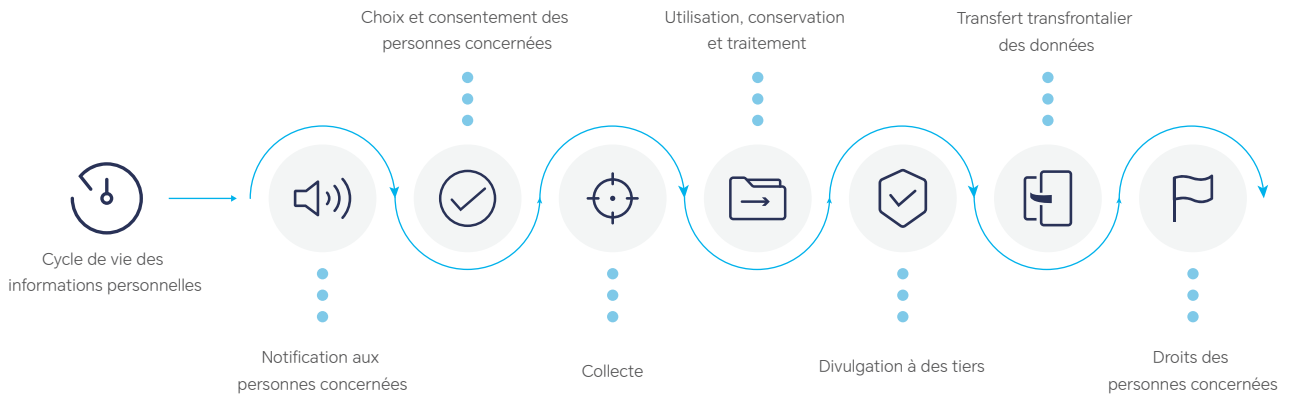 Cycle de vie des
informations personnelles
Notification aux
personnes concernées
Choix et consentement des
personnes concernées
Collecte
Utilisation, conservation
et traitement
Divulgation à des tiers
Transfert transfrontalier
des données
Droits des
personnes concernées